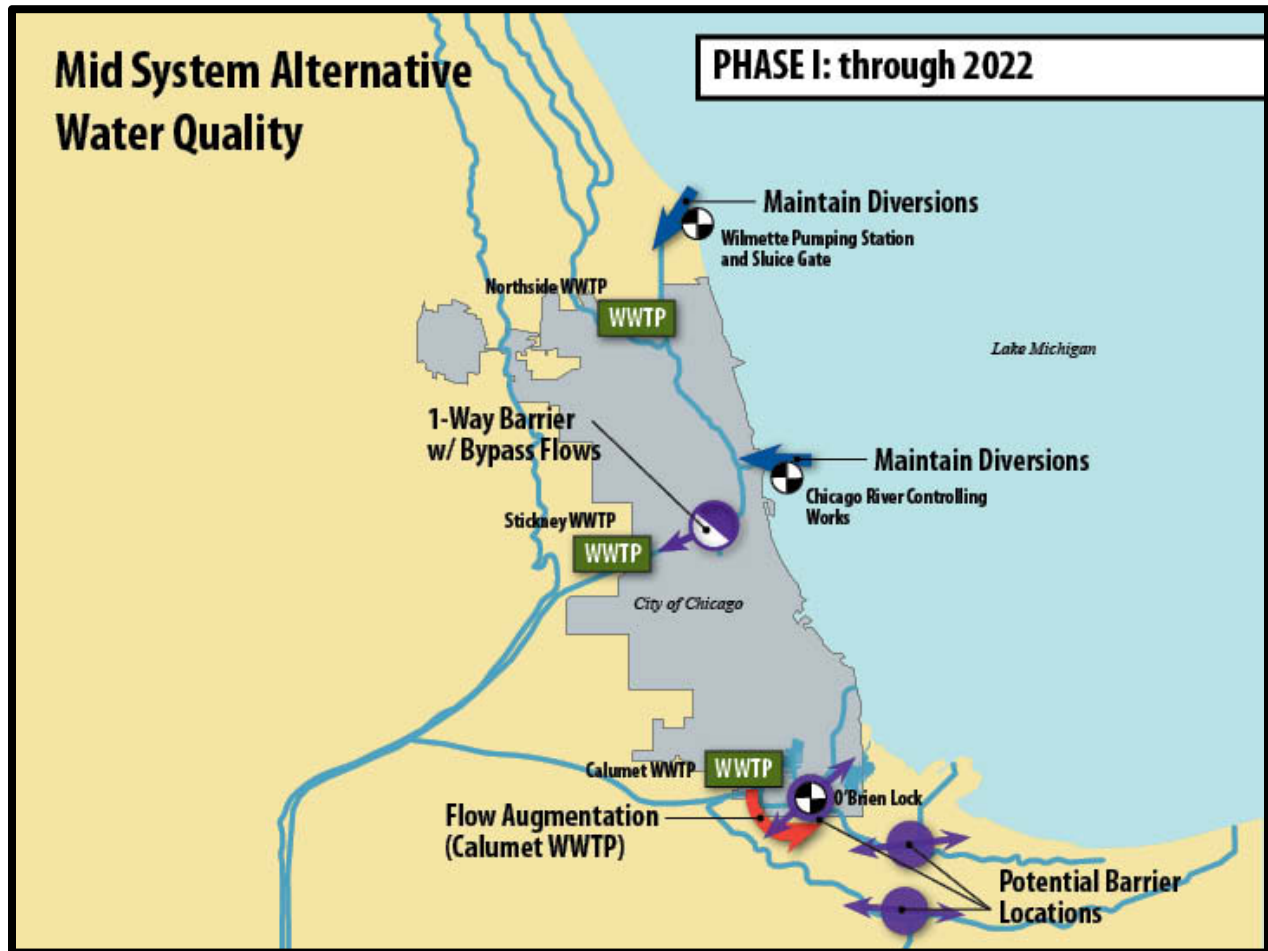 Mid System Alternative
Water Quality
PHASE I: through 2022
Maintain Diversions
Wilmette Pumping Station
and Sluice Gate
Northside WWTP
WWTP
Lake Michigan
1-Way Barrier
w/ Bypass Flows
Maintain Diversions
Chicago River Controlling
Works
Stickney WWTP
WWTP
City of Chicago
Calumet WWTP
WWTP
O'Brien Lock
Flow Augmentation
(Calumet WWTP)
Potential Barrier
Locations